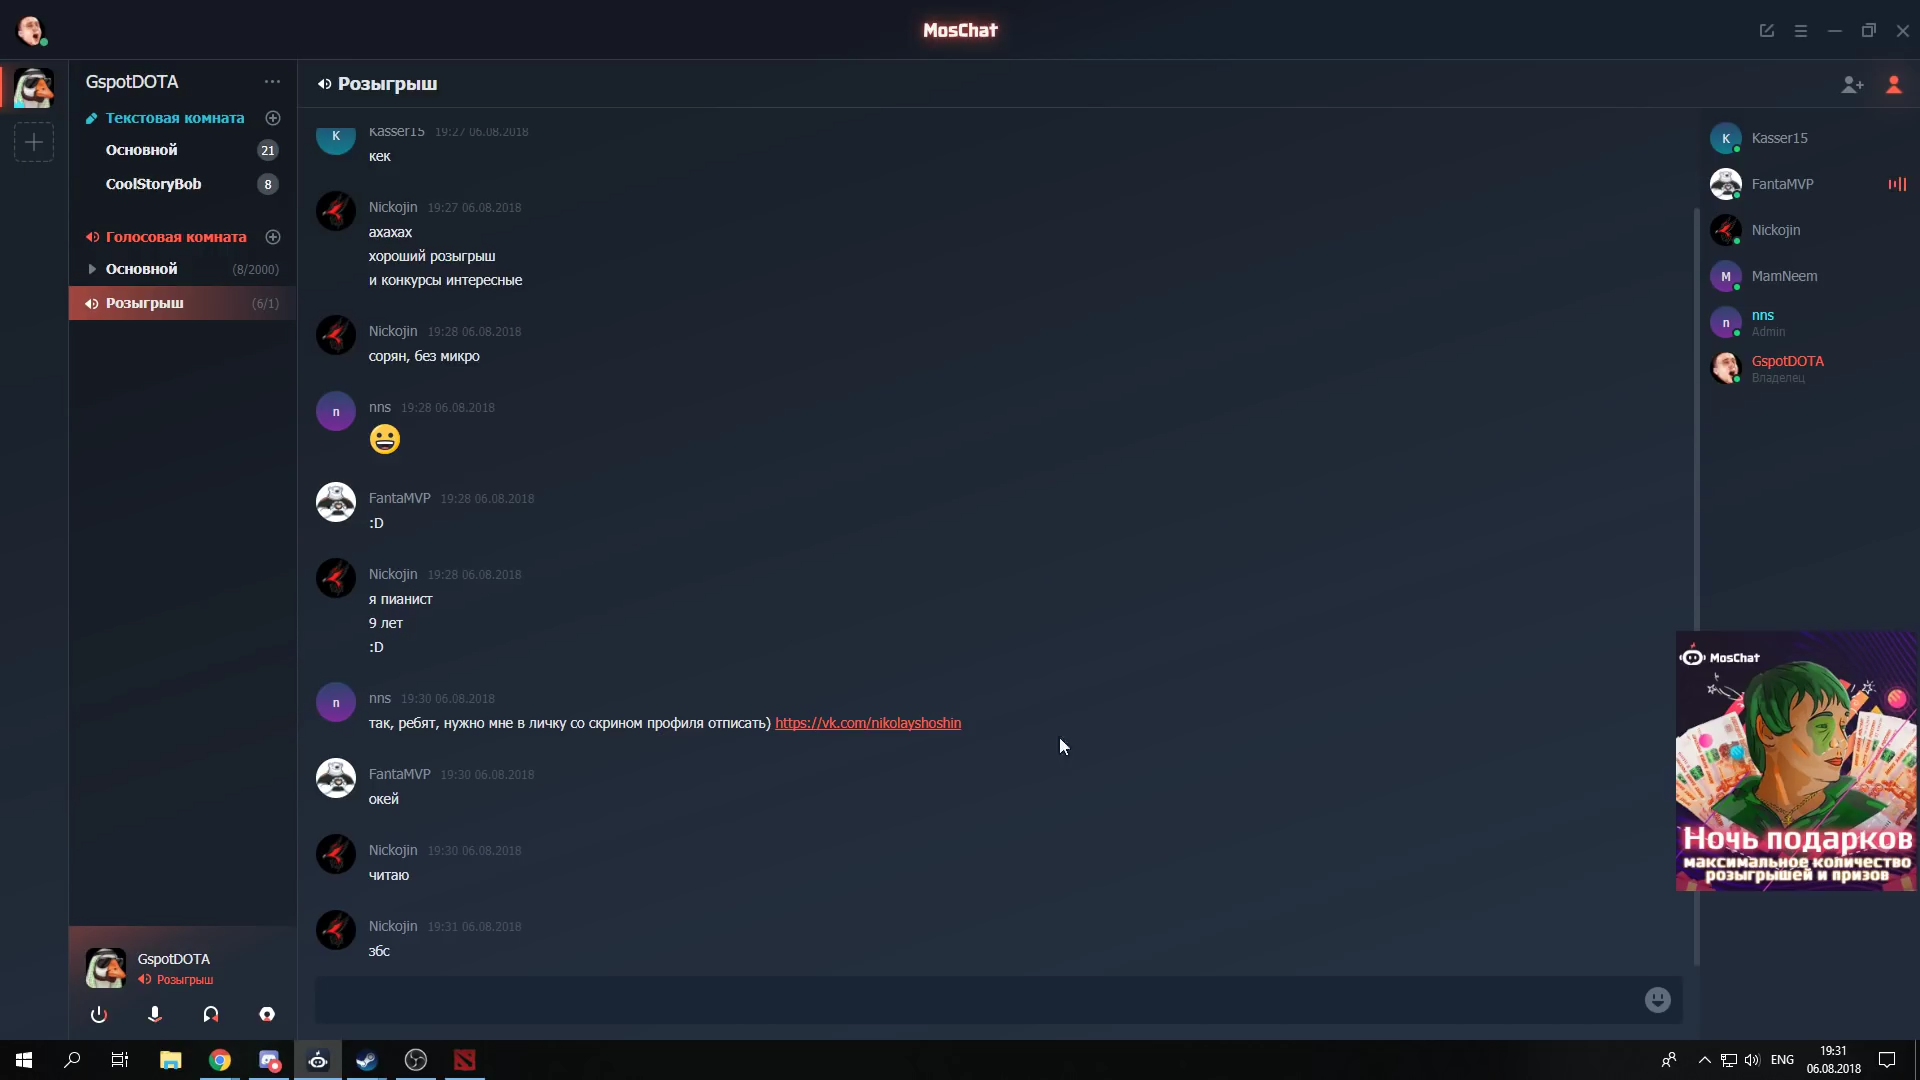 MosChat
GspotDOTA
Текстовая комната
Основной 21
CoolStoryBob 8
Голосовая комната
Основной (8/2000)
Розыгрыш (6/1)
GspotDOTA
Розыгрыш
Розыгрыш
K
Kasser15 19:27 06.08.2018
кек
Nickojin 19:27 06.08.2018
ахахах
хороший розыгрыш
и конкурсы интересные
Nickojin 19:28 06.08.2018
сорян, без микро
n
nns 19:28 06.08.2018
FantaMVP 19:28 06.08.2018
:D
Nickojin 19:28 06.08.2018
я пианист
9 лет
:D
n
nns 19:30 06.08.2018
так, ребят, нужно мне в личку со скрином профиля отписать) https://vk.com/nikolayshoshin
FantaMVP 19:30 06.08.2018
окей
Nickojin 19:30 06.08.2018
читаю
Nickojin 19:31 06.08.2018
збс
K Kasser15
FantaMVP
Nickojin
M MamNeem
n nns
Admin
GspotDOTA
Владелец
MosChat
Ночь подарков
максимальное количество
розыгрышей и призов
ENG
19:31
06.08.2018